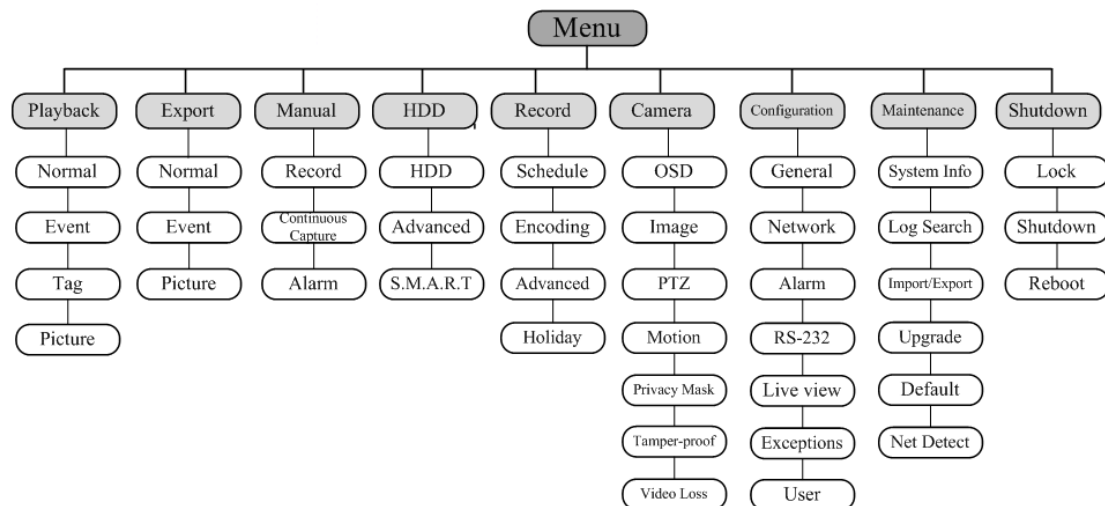 Menu
Playback
Export
Manual
HDD
Record
Camera
Configuration
Maintenance
Shutdown
Normal
Normal
Record
HDD
Schedule
OSD
General
System Info
Lock
Event
Event
Continuous
Capture
Advanced
Encoding
Image
Network
Log Search
Shutdown
Tag
Picture
Alarm
S.M.A.R.T
Advanced
PTZ
Alarm
Import/Export
Reboot
Picture
Holiday
Motion
RS-232
Upgrade
Privacy Mask
Live view
Default
Tamper-proof
Exceptions
Net Detect
Video Loss
User